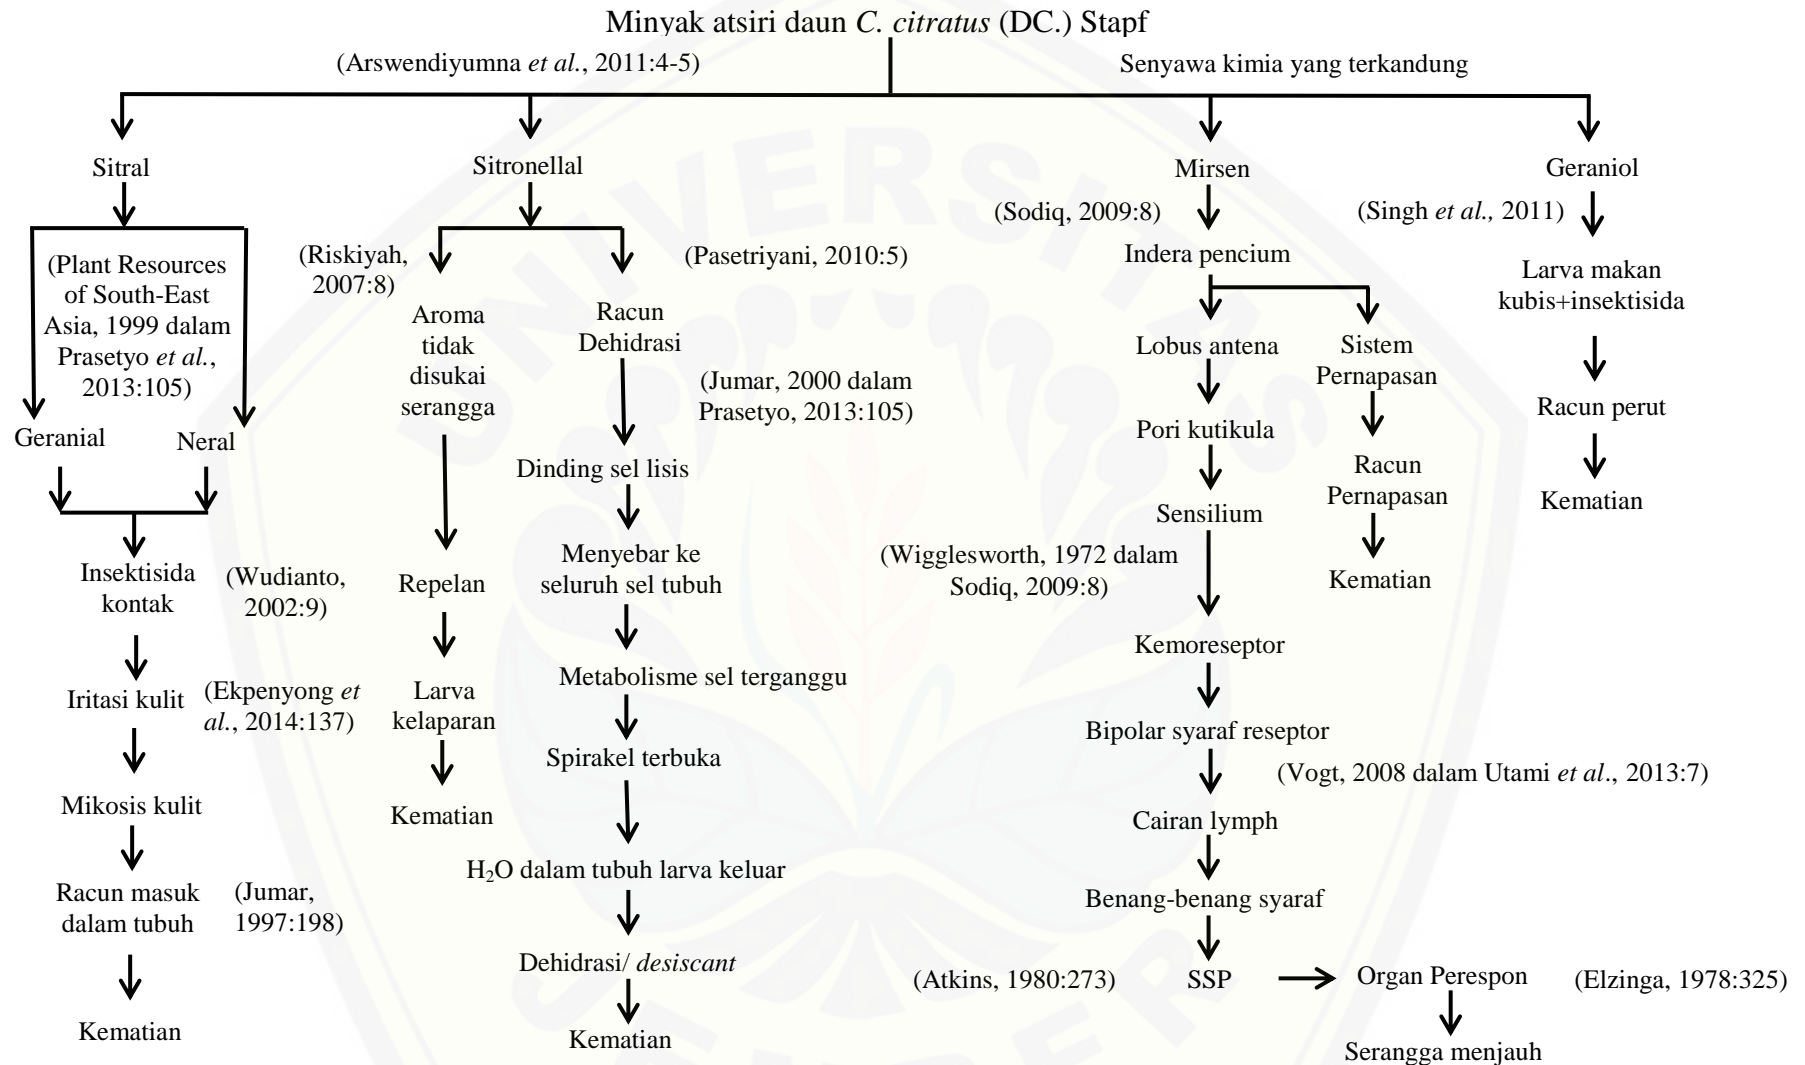 Minyak atsiri daun C. citratus (DC.) Stapf
(Arswendiyumna et al., 2011:4-5)
Senyawa kimia yang terkandung
Sitral
(Plant Resources
of South-East
Asia, 1999 dalam
Prasetyo et al.,
2013:105)
Geranial
Neral
Insektisida
kontak
(Wudianto,
2002:9)
Iritasi kulit
(Ekpenyong et
al., 2014:137)
Mikosis kulit
Racun masuk
dalam tubuh
(Jumar,
1997:198)
Kematian
Sitronellal
(Riskiyah,
2007:8)
Aroma
tidak
disukai
serangga
Repelan
Larva
kelaparan
Kematian
(Pasetriyani, 2010:5)
Racun
Dehidrasi
(Jumar, 2000 dalam
Prasetyo, 2013:105)
Dinding sel lisis
Menyebar ke
seluruh sel tubuh
Metabolisme sel terganggu
Spirakel terbuka
H₂O dalam tubuh larva keluar
Dehidrasi/ desiscant
Kematian
Mirsen
(Sodiq, 2009:8)
Indera pencium
Lobus antena
Pori kutikula
Sensilium
(Wigglesworth, 1972 dalam
Sodiq, 2009:8)
Kemoreseptor
Bipolar syaraf reseptor
(Vogt, 2008 dalam Utami et al., 2013:7)
Cairan lymph
Benang-benang syaraf
(Atkins, 1980:273)
SSP
Organ Perespon
(Elzinga, 1978:325)
Serangga menjauh
Sistem
Pernapasan
Racun
Pernapasan
Kematian
Geraniol
(Singh et al., 2011)
Larva makan
kubis+insektisida
Racun perut
Kematian
UNIVERSITAS
JEMBER